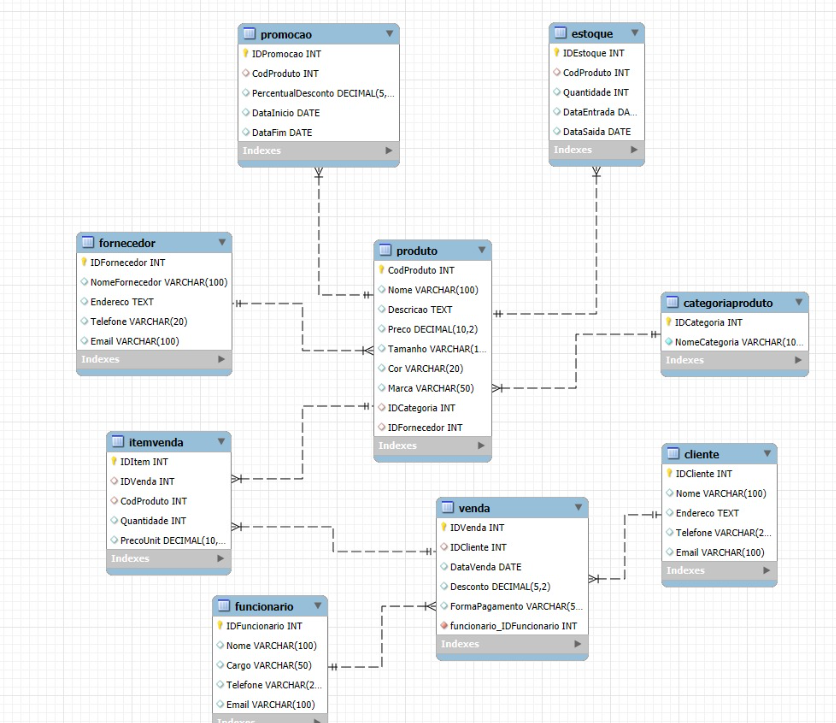 promocao
IDPromocao INT
CodProduto INT
PercentualDesconto DECIMAL(5,...
DataInicio DATE
DataFim DATE
Indexes
estoque
IDEstoque INT
CodProduto INT
Quantidade INT
DataEntrada DA...
DataSaida DATE
Indexes
fornecedor
IDFornecedor INT
NomeFornecedor VARCHAR(100)
Endereco TEXT
Telefone VARCHAR(20)
Email VARCHAR(100)
Indexes
produto
CodProduto INT
Nome VARCHAR(100)
Descricao TEXT
Preco DECIMAL(10,2)
Tamanho VARCHAR(1...
Cor VARCHAR(20)
Marca VARCHAR(50)
IDCategoria INT
IDFornecedor INT
Indexes
categoriaproduto
IDCategoria INT
NomeCategoria VARCHAR(10...
Indexes
itemvenda
IDItem INT
IDVenda INT
CodProduto INT
Quantidade INT
PrecoUnit DECIMAL(10,...
Indexes
cliente
IDCliente INT
Nome VARCHAR(100)
Endereco TEXT
Telefone VARCHAR(2...
Email VARCHAR(100)
Indexes
venda
IDVenda INT
IDCliente INT
DataVenda DATE
Desconto DECIMAL(5,2)
FormaPagamento VARCHAR(5...
funcionario_IDFuncionario INT
Indexes
funcionario
IDFuncionario INT
Nome VARCHAR(100)
Cargo VARCHAR(50)
Telefone VARCHAR(2...
Email VARCHAR(100)
Indexes